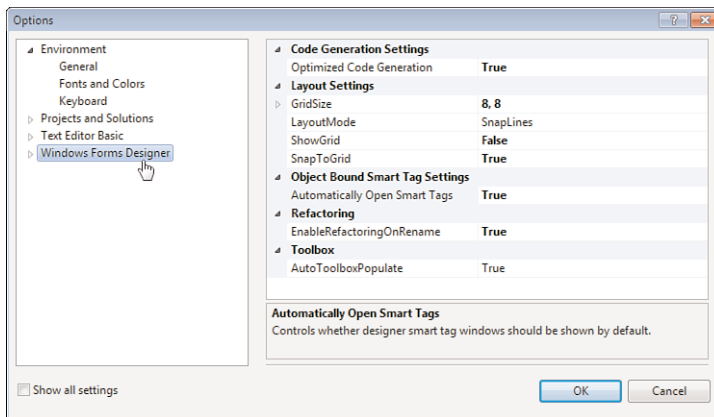 Options
Environment
General
Fonts and Colors
Keyboard
Projects and Solutions
Text Editor Basic
Windows Forms Designer
Code Generation Settings
Optimized Code Generation True
Layout Settings
GridSize 8, 8
LayoutMode SnapLines
ShowGrid False
SnapToGrid True
Object Bound Smart Tag Settings
Automatically Open Smart Tags True
Refactoring
EnableRefactoringOnRename True
Toolbox
AutoToolboxPopulate True
Automatically Open Smart Tags
Controls whether designer smart tag windows should be shown by default.
Show all settings
OK Cancel